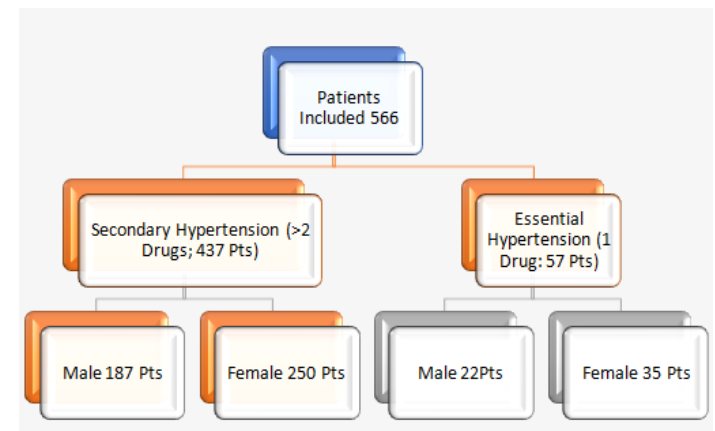 Patients
Included 566
Secondary Hypertension (>2
Drugs; 437 Pts)
Essential
Hypertension (1
Drug: 57 Pts)
Male 187 Pts
Female 250 Pts
Male 22Pts
Female 35 Pts